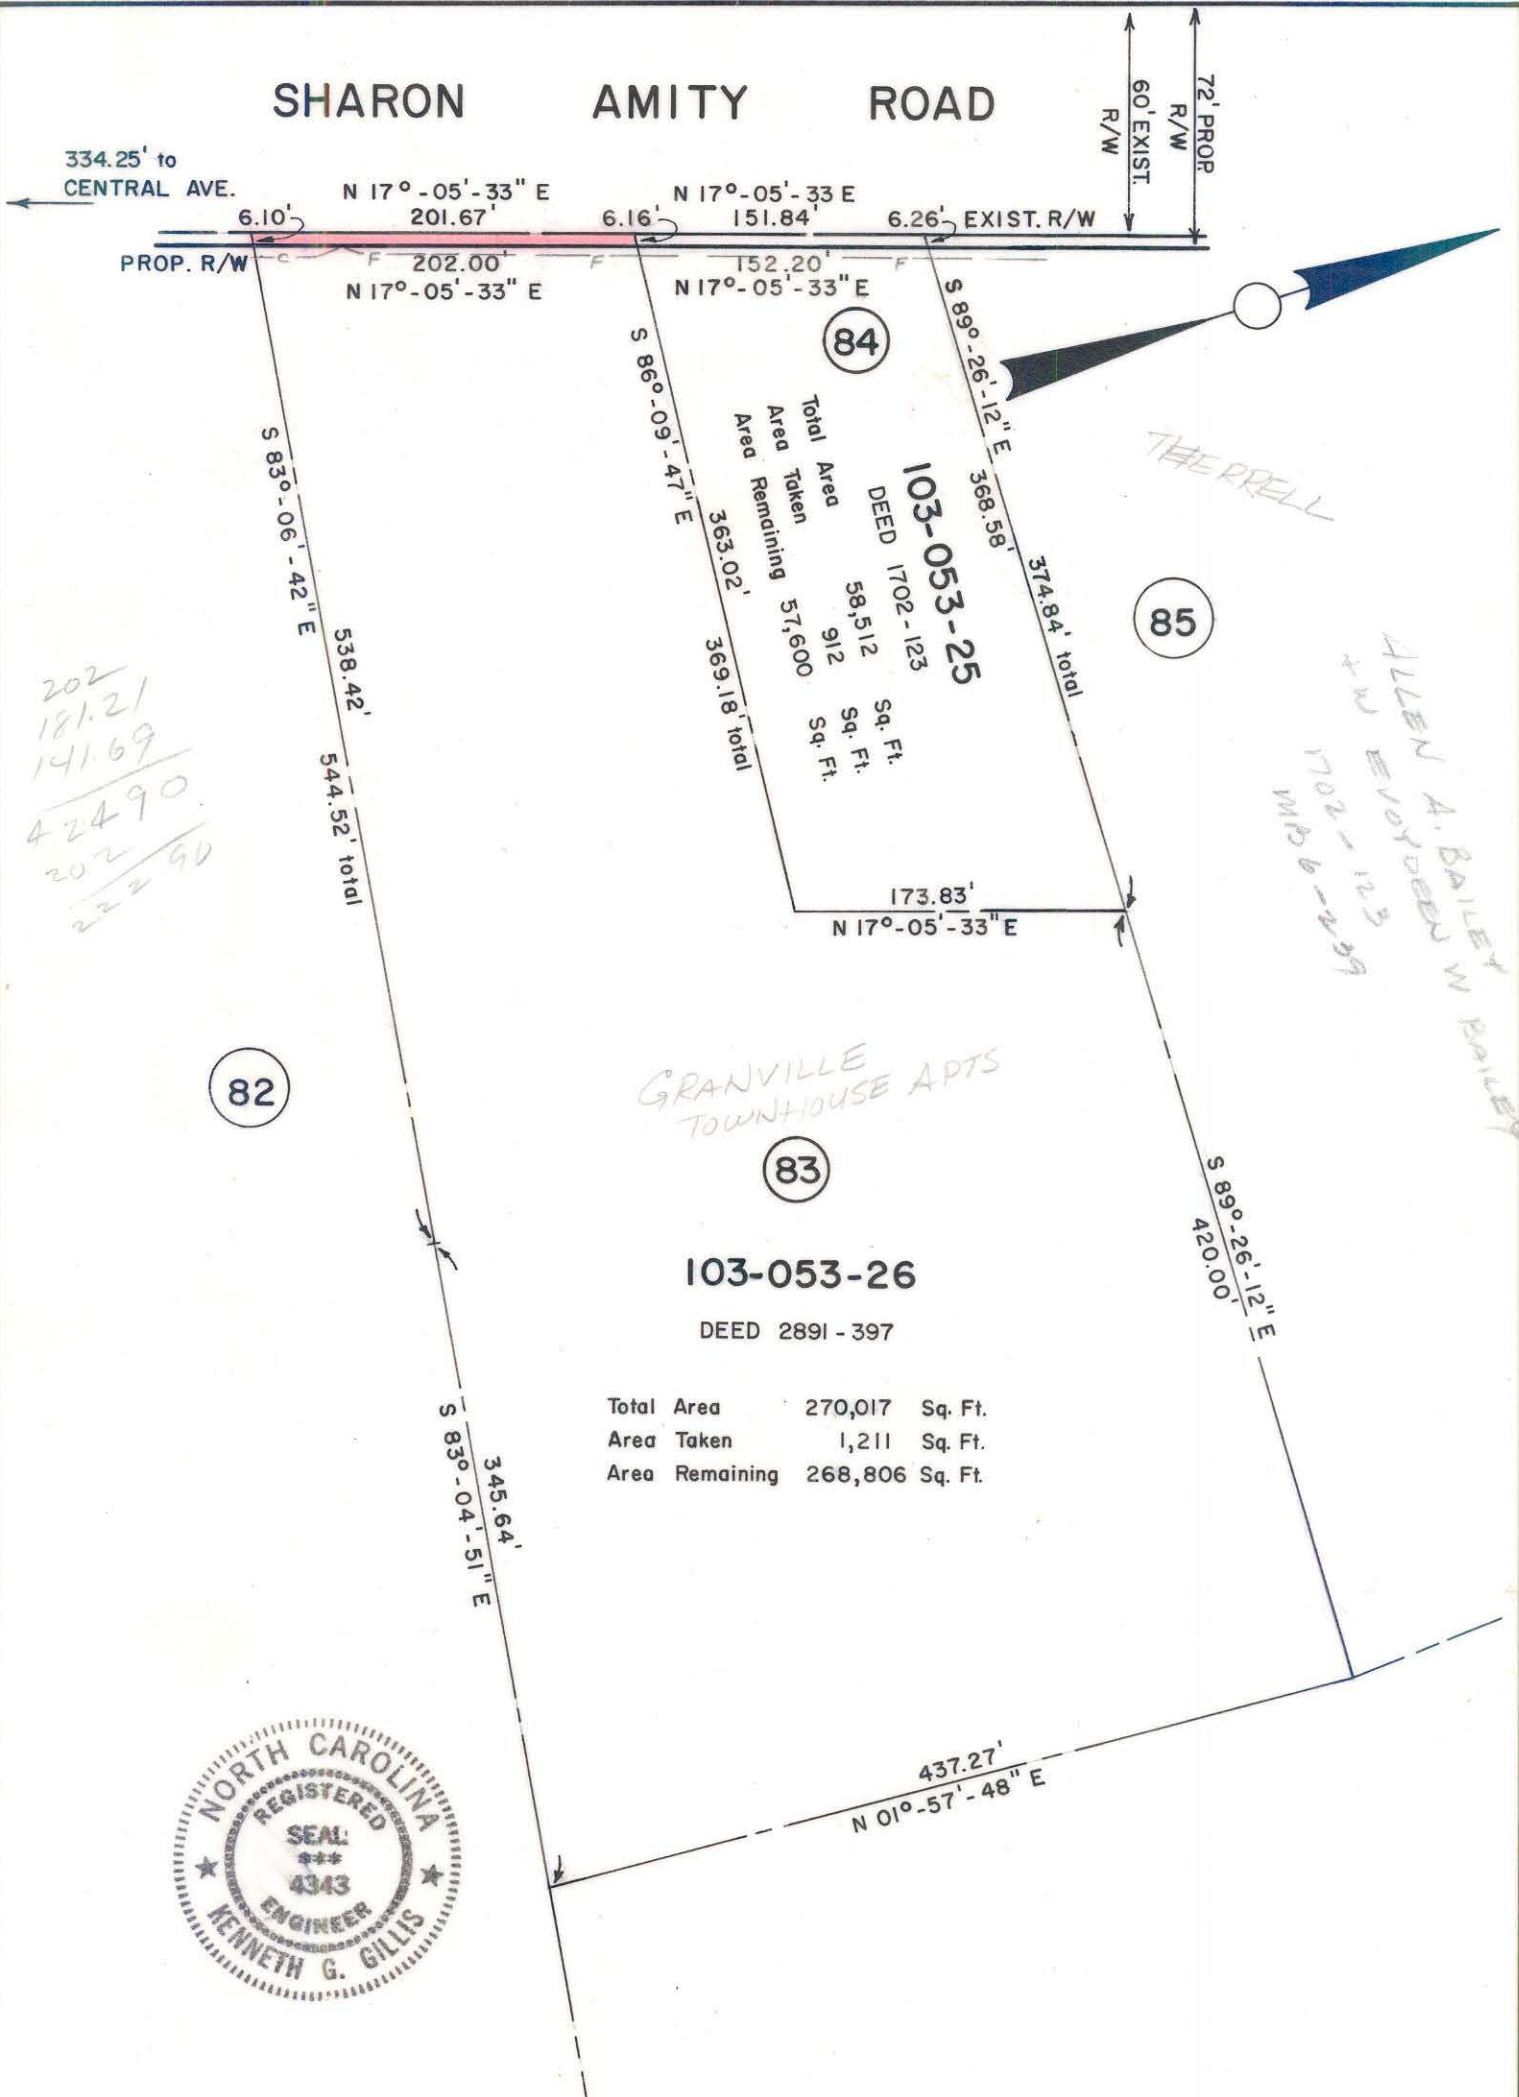 SHARON AMITY ROAD
72' PROP.
R/W
60' EXIST.
R/W
334.25' to
CENTRAL AVE.
N 17°-05'-33" E
N 17°-05'-33 E
6.10'
201.67'
6.16'
151.84'
6.26'
EXIST. R/W
PROP. R/W
C
F
202.00'
F
152.20'
F
N 17°-05'-33" E
N 17°-05'-33" E
84
S 89°-26'-12" E
368.58'
374.84' total
S 86°-09'-47" E
363.02'
369.18' total
103-053-25
DEED 1702-123
Total Area 58,512 Sq. Ft.
Area Taken 912 Sq. Ft.
Area Remaining 57,600 Sq. Ft.
THERRELL
85
S 83°-06'-42" E
538.42'
544.52' total
202
181.21
141.69
42490
202
222 90
ALLEN A. BAILEY
W BAILEY
1702-123
173.83'
N 17°-05'-33" E
82
GRANVILLE
TOWNHOUSE APTS
83
103-053-26
DEED 2891-397
Total Area 270,017 Sq. Ft.
Area Taken 1,211 Sq. Ft.
Area Remaining 268,806 Sq. Ft.
S 89°-26'-12" E
420.00'
345.64'
S 83°-04'-51" E
437.27'
N 01°-57'-48" E
NORTH CAROLINA
REGISTERED
SEAL
***
4343
ENGINEER
KENNETH G. GILLIS